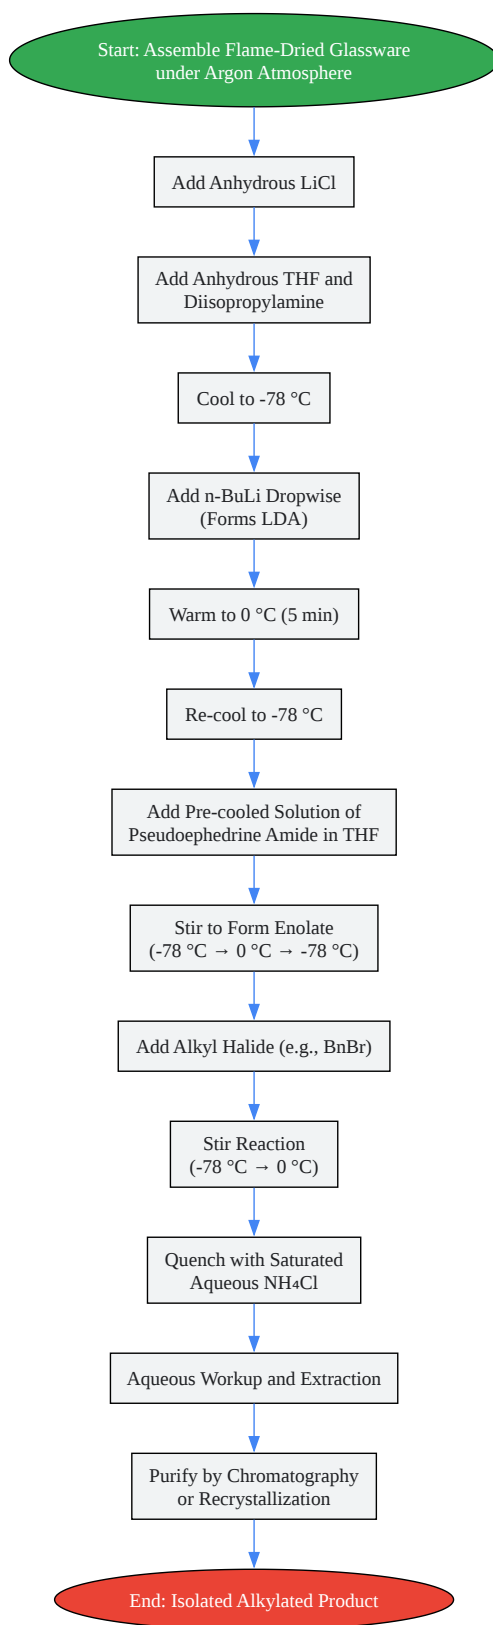 Start: Assemble Flame-Dried Glassware
under Argon Atmosphere
Add Anhydrous LiCl
Add Anhydrous THF and
Diisopropylamine
Cool to -78 °C
Add n-BuLi Dropwise
(Forms LDA)
Warm to 0 °C (5 min)
Re-cool to -78 °C
Add Pre-cooled Solution of
Pseudoephedrine Amide in THF
Stir to Form Enolate
(-78 °C → 0 °C → -78 °C)
Add Alkyl Halide (e.g., BnBr)
Stir Reaction
(-78 °C → 0 °C)
Quench with Saturated
Aqueous NH₄Cl
Aqueous Workup and Extraction
Purify by Chromatography
or Recrystallization
End: Isolated Alkylated Product